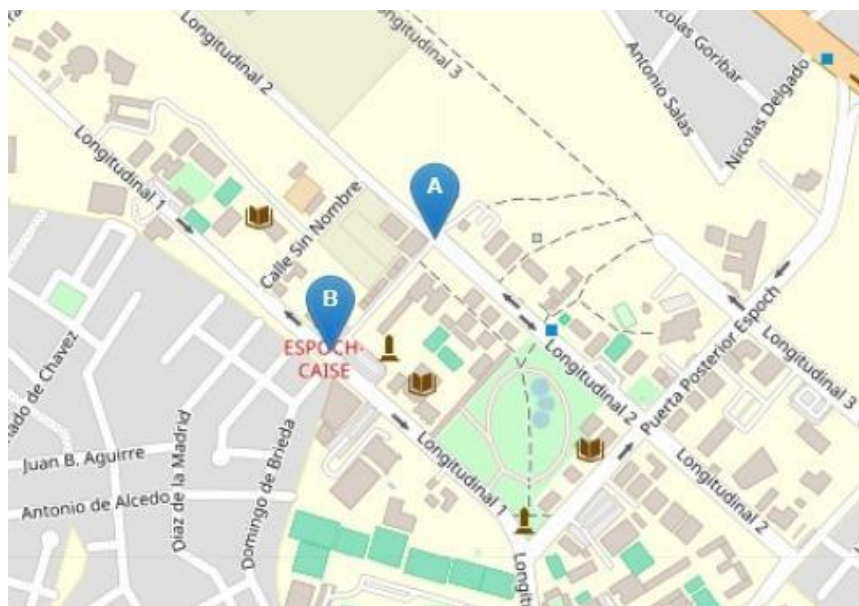 Longitudinal 2
Longitudinal 3
Nicolas Goribar
Antonio Salas
Nicolas Delgado
Longitudinal 1
A
Calle Sin Nombre
B
ESPOCH-
CAISE
Puerta Posterior Espoch
Longitudinal 3
Longitudinal 2
Juan B. Aguirre
Diaz de la Madrid
Domingo de Brieda
Antonio de Alcedo
Longitudinal 1
Longitudinal 2